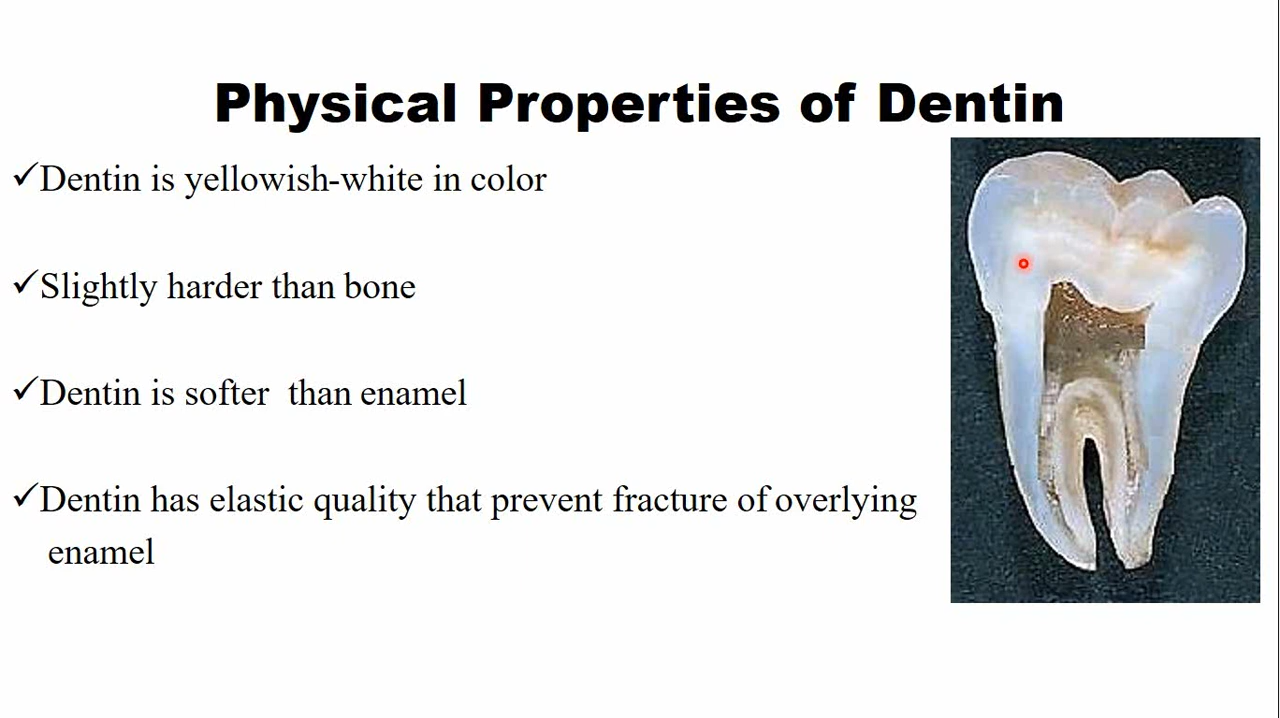 Physical Properties of Dentin
✓Dentin is yellowish-white in color
✓Slightly harder than bone
✓Dentin is softer  than enamel
✓Dentin has elastic quality that prevent fracture of overlying
enamel